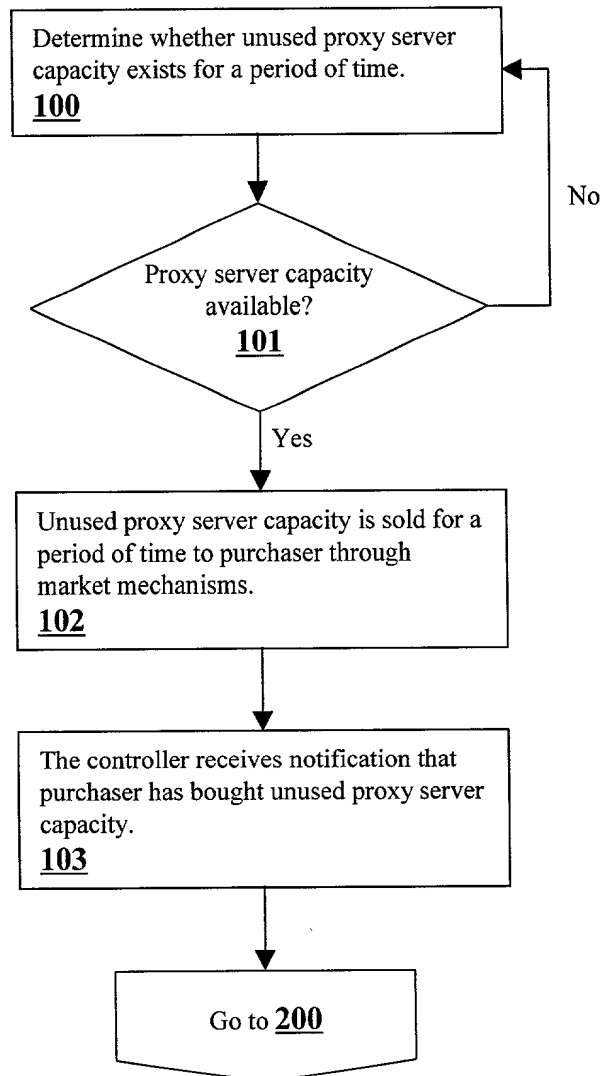 Determine whether unused proxy server
capacity exists for a period of time.
100
No
Proxy server capacity
available?
101
Yes
Unused proxy server capacity is sold for a
period of time to purchaser through
market mechanisms.
102
The controller receives notification that
purchaser has bought unused proxy server
capacity.
103
Go to 200